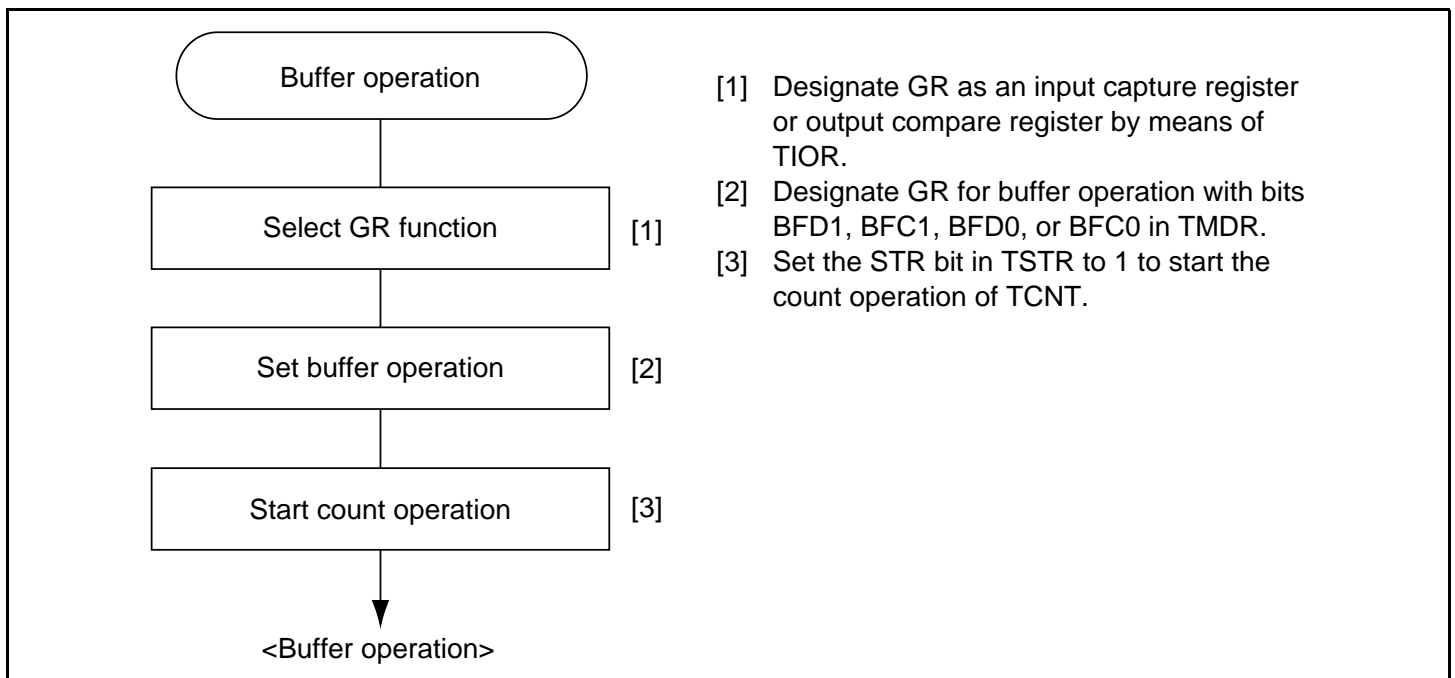 Buffer operation
Select GR function
[1]
Set buffer operation
[2]
Start count operation
[3]
<Buffer operation>
[1] Designate GR as an input capture register
or output compare register by means of
TIOR.
[2] Designate GR for buffer operation with bits
BFD1, BFC1, BFD0, or BFC0 in TMDR.
[3] Set the STR bit in TSTR to 1 to start the
count operation of TCNT.